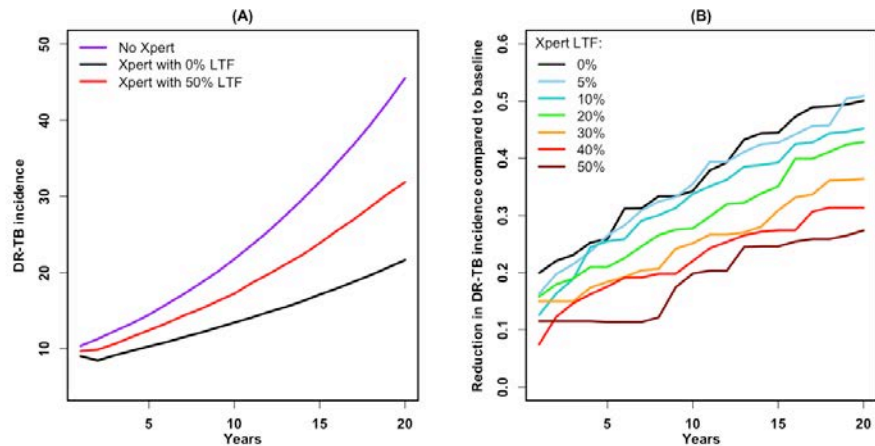 (A)
50
40
30
20
10
5
10
15
20
Years
DR-TB incidence
No Xpert
Xpert with 0% LTF
Xpert with 50% LTF
(B)
0.6
0.5
0.4
0.3
0.2
0.1
0.0
5
10
15
20
Years
Reduction in DR-TB incidence compared to baseline
Xpert LTF:
0%
5%
10%
20%
30%
40%
50%